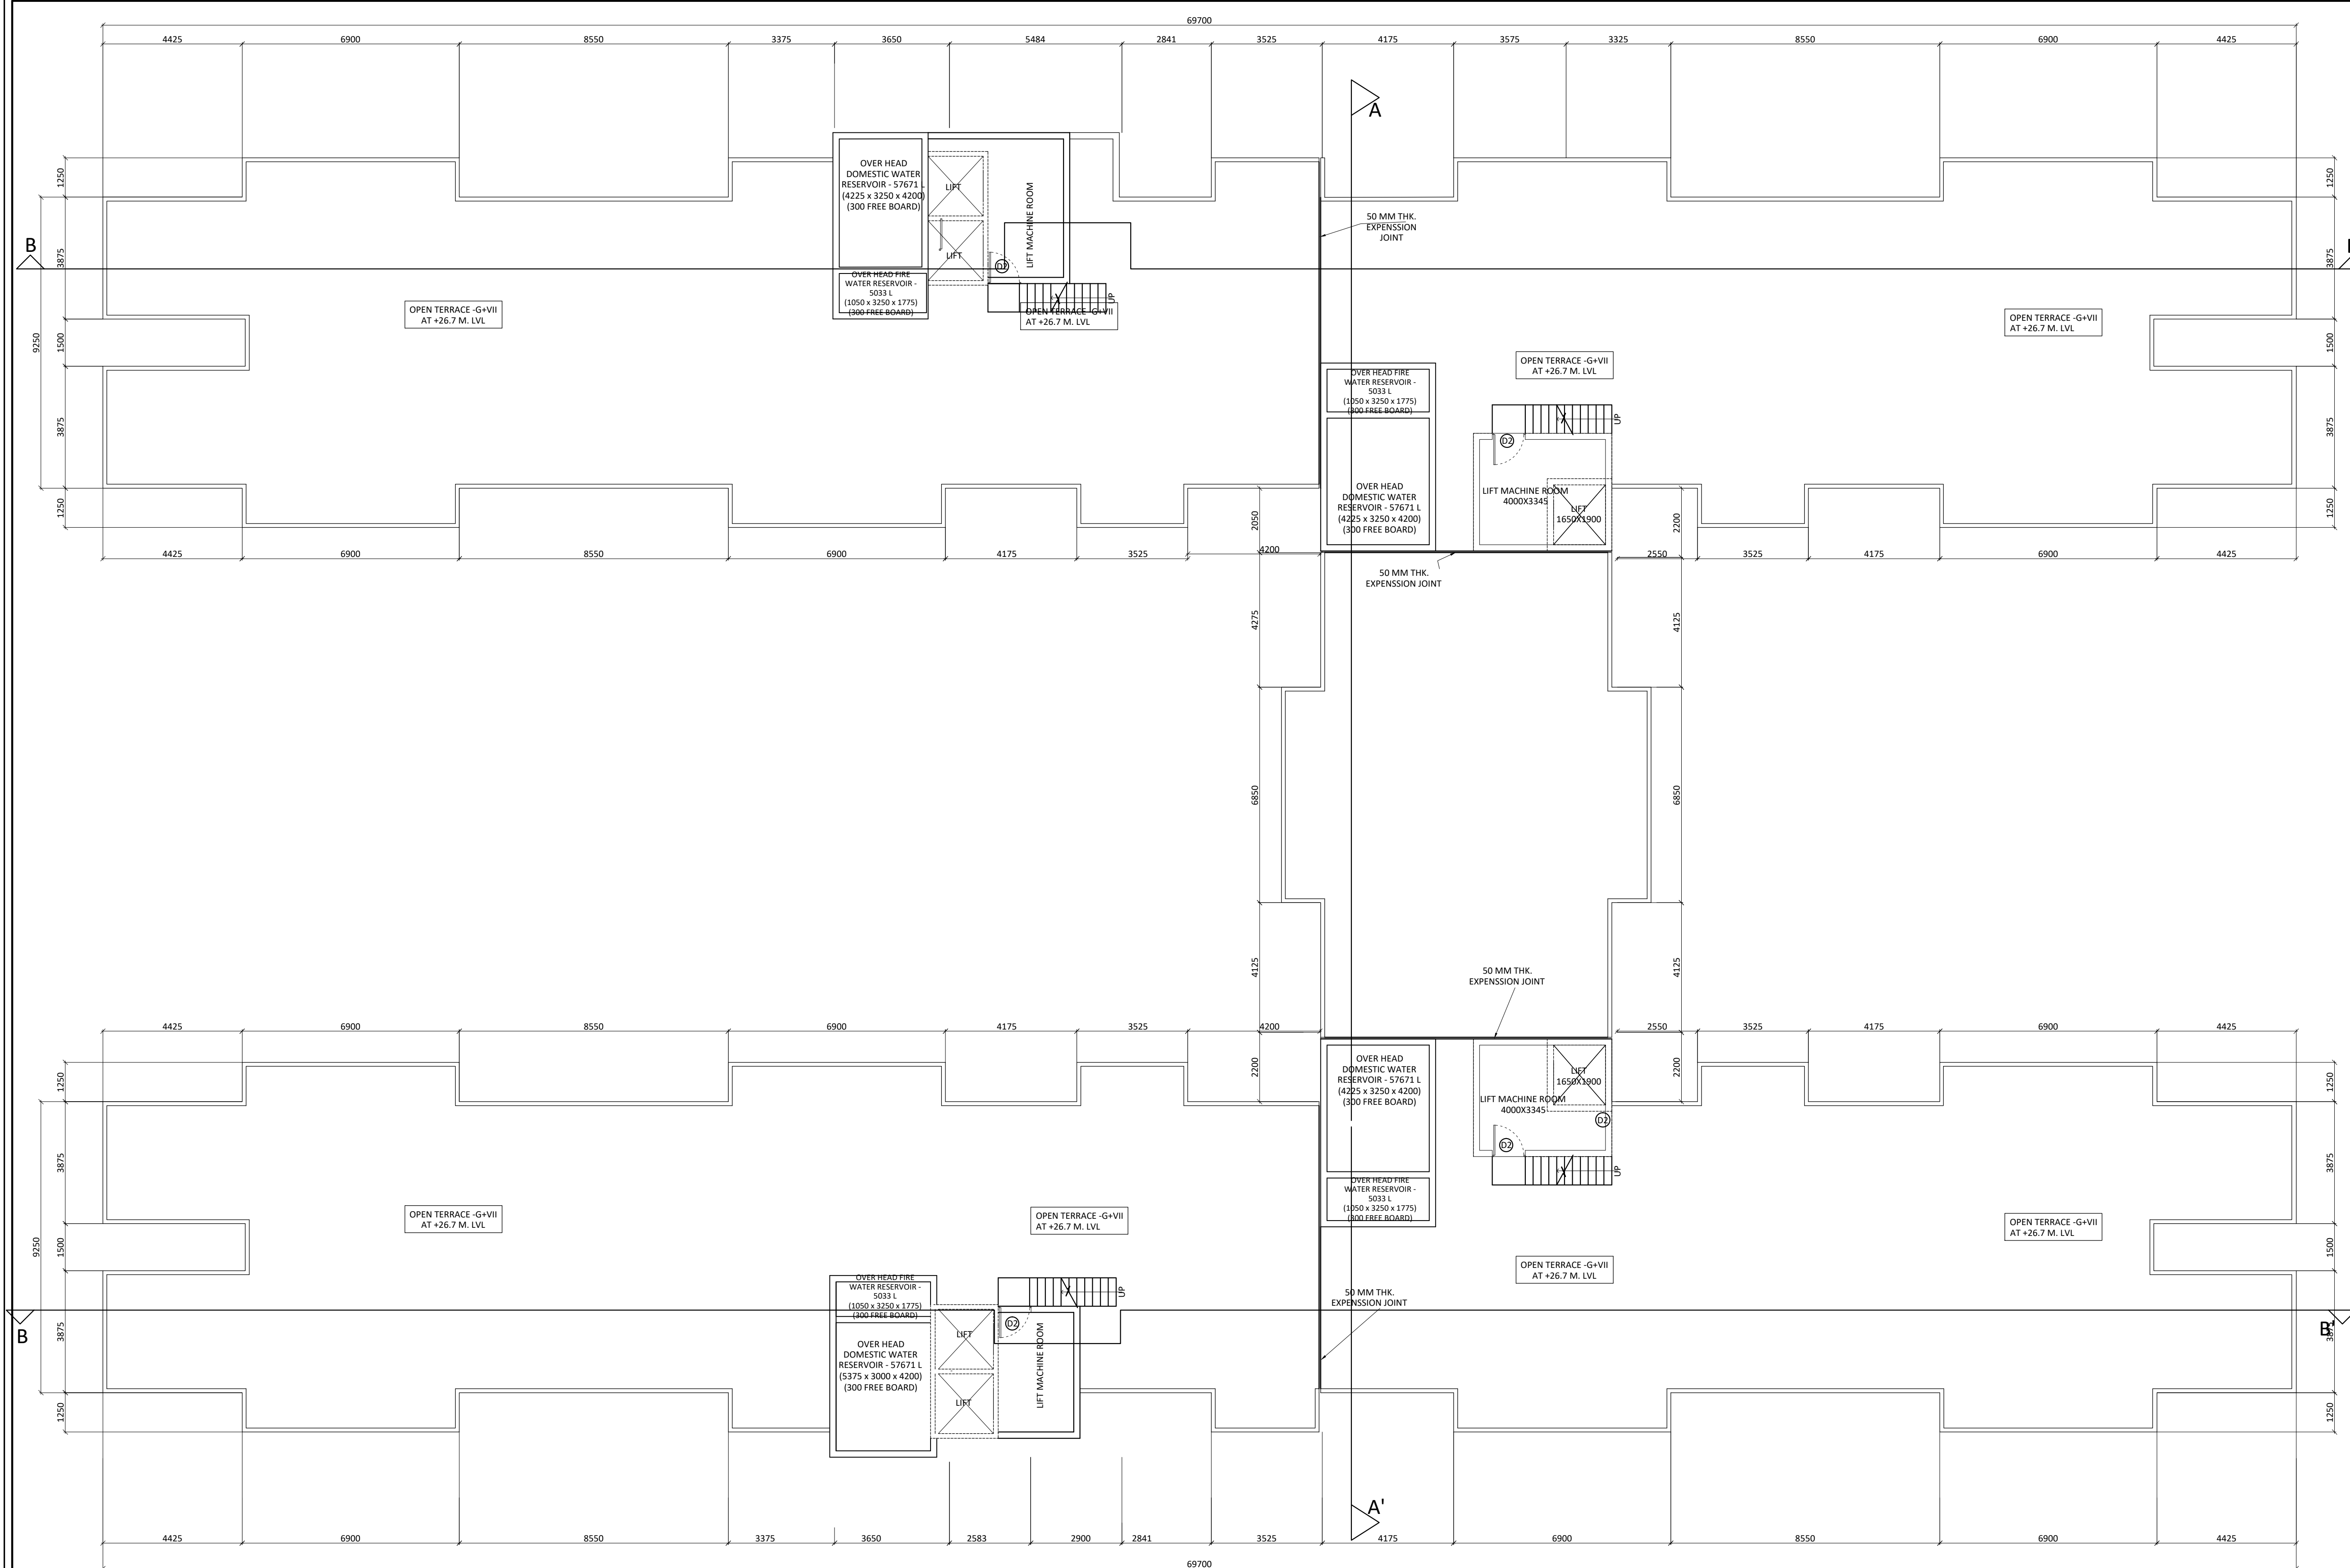 69700
4425 6900 8550 3375 3650 5484 2841 3525 4175 3575 3325 8550 6900 4425
A
1250
9250
3875
1500
3875
1250
B
OVER HEAD
DOMESTIC WATER
RESERVOIR - 57671 L
(4225 x 3250 x 4200)
(300 FREE BOARD)
LIFT
LIFT
LIFT MACHINE ROOM
D2
OVER HEAD FIRE
WATER RESERVOIR -
5033 L
(1050 x 3250 x 1775)
(300 FREE BOARD)
UP
OPEN TERRACE -G+VII
AT +26.7 M. LVL
OPEN TERRACE -G+VII
AT +26.7 M. LVL
50 MM THK.
EXPENSSION
JOINT
OPEN TERRACE -G+VII
AT +26.7 M. LVL
OPEN TERRACE -G+VII
AT +26.7 M. LVL
1250
3875
1500
3875
1250
OVER HEAD FIRE
WATER RESERVOIR -
5033 L
(1050 x 3250 x 1775)
(300 FREE BOARD)
OVER HEAD
DOMESTIC WATER
RESERVOIR - 57671 L
(4225 x 3250 x 4200)
(300 FREE BOARD)
UP
D2
LIFT MACHINE ROOM
4000X3345
LIFT
1650X1900
4425 6900 8550 6900 4175 3525 4200 2550 3525 4175 6900 4425
50 MM THK.
EXPENSSION JOINT
2050
4275
6850
4125
2200
2200
4125
6850
4125
2200
50 MM THK.
EXPENSSION JOINT
4425 6900 8550 6900 4175 3525 4200 2550 3525 4175 6900 4425
1250
9250
3875
1500
3875
1250
OVER HEAD
DOMESTIC WATER
RESERVOIR - 57671 L
(4225 x 3250 x 4200)
(300 FREE BOARD)
LIFT
1650X1900
LIFT MACHINE ROOM
4000X3345
D2
D2
UP
OVER HEAD FIRE
WATER RESERVOIR -
5033 L
(1050 x 3250 x 1775)
(300 FREE BOARD)
OPEN TERRACE -G+VII
AT +26.7 M. LVL
OPEN TERRACE -G+VII
AT +26.7 M. LVL
OPEN TERRACE -G+VII
AT +26.7 M. LVL
OPEN TERRACE -G+VII
AT +26.7 M. LVL
1250
3875
1500
3875
1250
50 MM THK.
EXPENSSION JOINT
OVER HEAD FIRE
WATER RESERVOIR -
5033 L
(1050 x 3250 x 1775)
(300 FREE BOARD)
UP
D2
LIFT
LIFT
LIFT MACHINE ROOM
OVER HEAD
DOMESTIC WATER
RESERVOIR - 57671 L
(5375 x 3000 x 4200)
(300 FREE BOARD)
B
B'
A'
4425 6900 8550 3375 3650 2583 2900 2841 3525 4175 6900 8550 6900 4425
69700